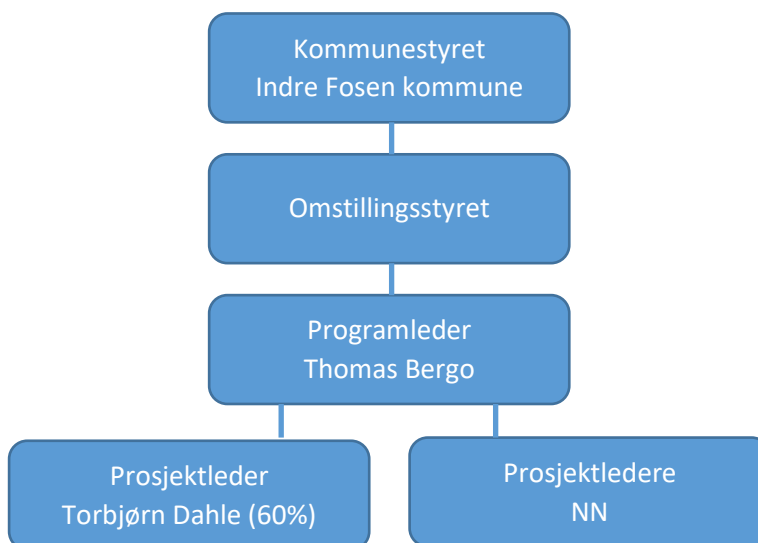 Kommunestyret
Indre Fosen kommune
Omstillingsstyret
Programleder
Thomas Bergo
Prosjektleder
Torbjørn Dahle (60%)
Prosjektledere
NN